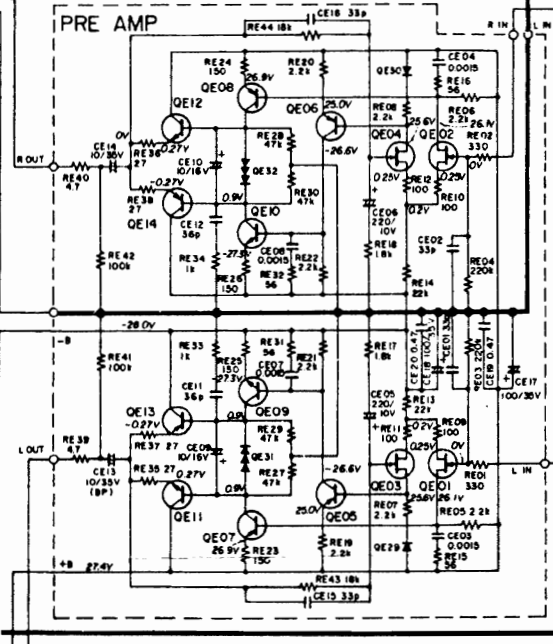 PRE AMP
CE16 33p
RE44 18k
R IN
L IN
RE24
150
RE20
2.2k
CE04
0.0015
QE30
RE16
56
QE08
26.9V
QE12
QE06
25.0V
RE08
2.2k
RE06
2.2k
26.1V
25.6V
QE04
QE02
RE02
330
0V
CE14
10/35V
R OUT
RE40
4.7
RE36
27
-0.27V
RE28
47k
-26.6V
CE10
10/16V
QE32
0.25V
0.25V
0V
RE12
100
RE10
100
-0.27V
RE38
27
QE14
0.9V
RE30
47k
0.2V
CE12
36p
QE10
CE06
220/
10V
CE02
33p
RE42
100k
RE34
1k
-27.3V
CE08
0.0015
RE22
2.2k
RE18
1.8k
RE04
220k
RE26
150
RE32
56
RE14
22k
-28.0V
-B
RE41
100k
RE33
1k
RE25
150
RE31
56
RE21
2.2k
RE17
1.8k
CE20 0.47
CE18 100/
35V
CE01 33p
RE03 220k
CE19 0.47
CE17
100/35V
-27.3V
CE07
0.0015
CE11
36p
CE05
220/
10V
RE13
22k
QE13
0.9V
QE09
0.2V
RE11
100
RE09
100
L OUT
RE39
4.7
-0.27V
RE37 27
CE09
10/16V
RE29
47k
0.25V
0V
CE13
10/35V
(BP)
RE35 27
0.27V
QE31
RE27
47k
-26.6V
L IN
RE01
330
QE03
QE01
0.9V
25.6V
26.1V
QE11
25.0V
QE05
RE07
2.2k
RE05 2.2k
QE07
26.9V
RE23
150
RE19
2.2k
QE29
CE03
0.0015
RE15
56
+B
27.4V
RE43 18k
CE15 33p